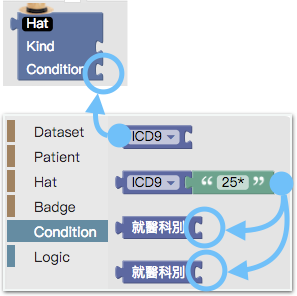 Hat
Kind
Condition
Dataset
ICD9
Patient
Hat
ICD9 “ 25* ”
Badge
Condition
就醫科別
Logic
就醫科別